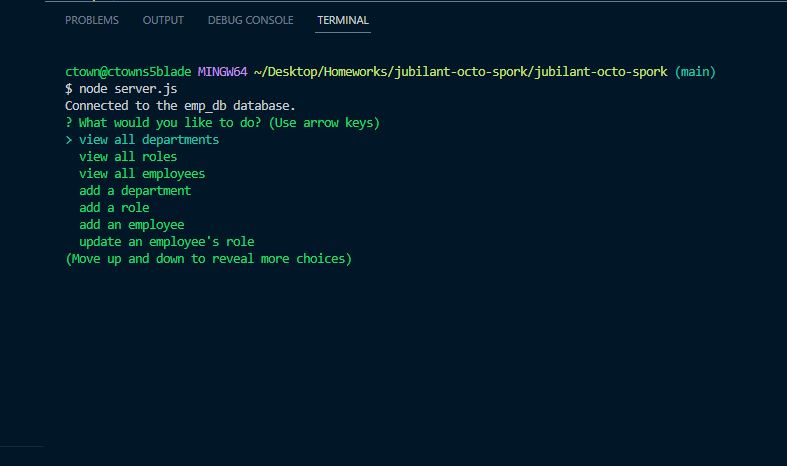 PROBLEMS OUTPUT DEBUG CONSOLE TERMINAL
ctown@ctowns5blade MINGW64 ~/Desktop/Homeworks/jubilant-octo-spork/jubilant-octo-spork (main)
$ node server.js
Connected to the emp_db database.
? What would you like to do? (Use arrow keys)
> view all departments
view all roles
view all employees
add a department
add a role
add an employee
update an employee's role
(Move up and down to reveal more choices)